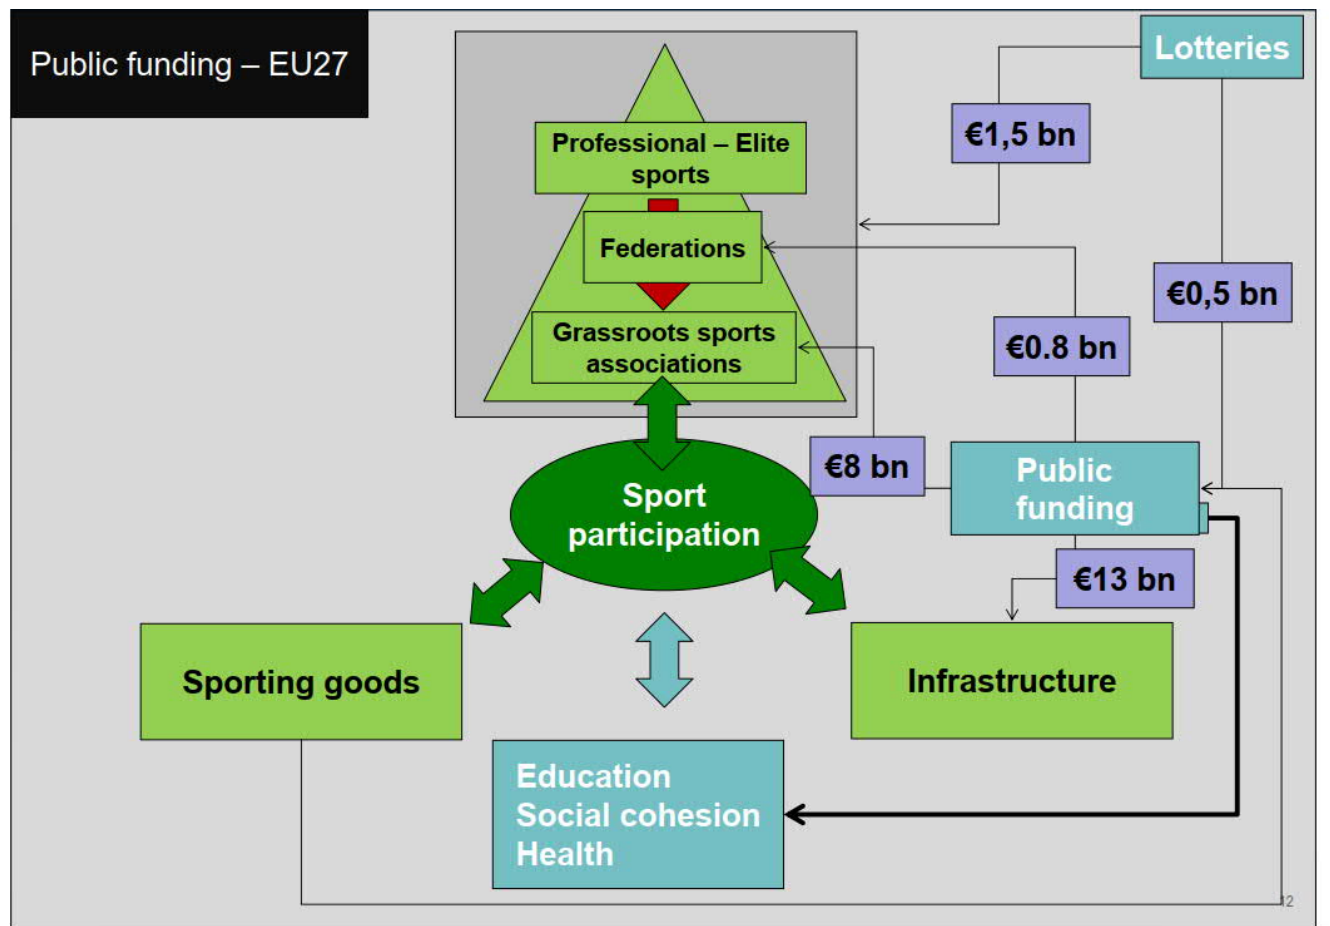 Public funding – EU27
Lotteries
€1,5 bn
Professional – Elite
sports
Federations
€0,5 bn
Grassroots sports
associations
€0.8 bn
€8 bn
Public
funding
Sport
participation
€13 bn
Sporting goods
Infrastructure
Education
Social cohesion
Health
12